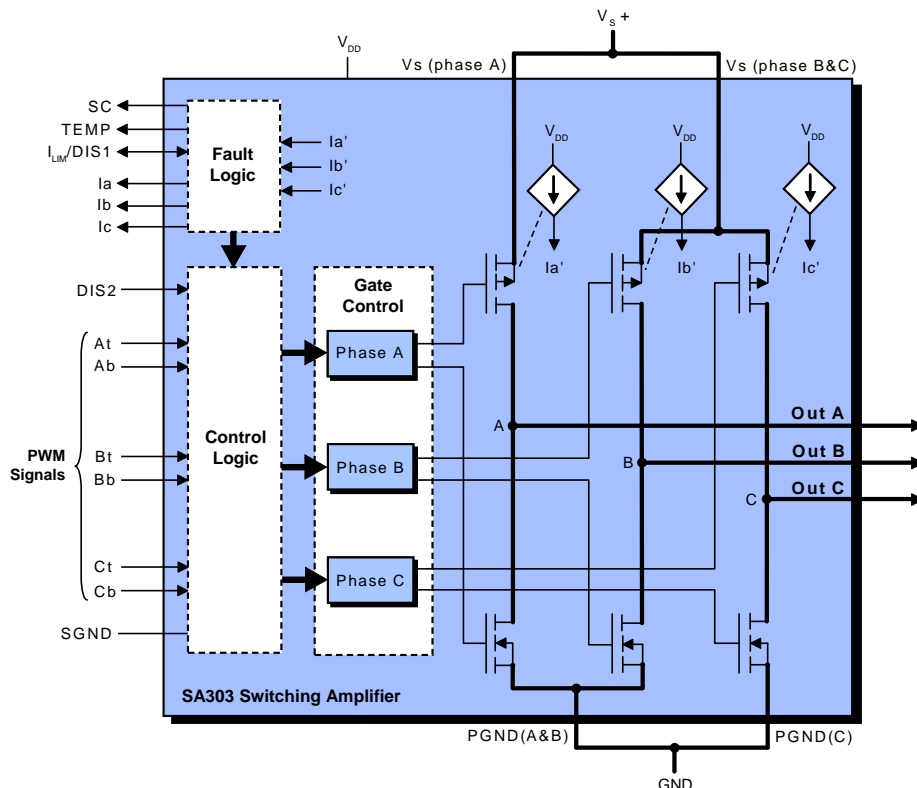 VS +
VDD
Vs (phase A)
Vs (phase B&C)
SC
TEMP
ILIM/DIS1
Ia
Ib
Ic
Fault
Logic
Ia'
Ib'
Ic'
VDD
VDD
VDD
Ia'
Ib'
Ic'
DIS2
At
Ab
PWM
Signals
Bt
Bb
Ct
Cb
SGND
Control
Logic
Gate
Control
Phase A
Phase B
Phase C
A
B
C
Out A
Out B
Out C
SA303 Switching Amplifier
PGND(A&B)
PGND(C)
GND